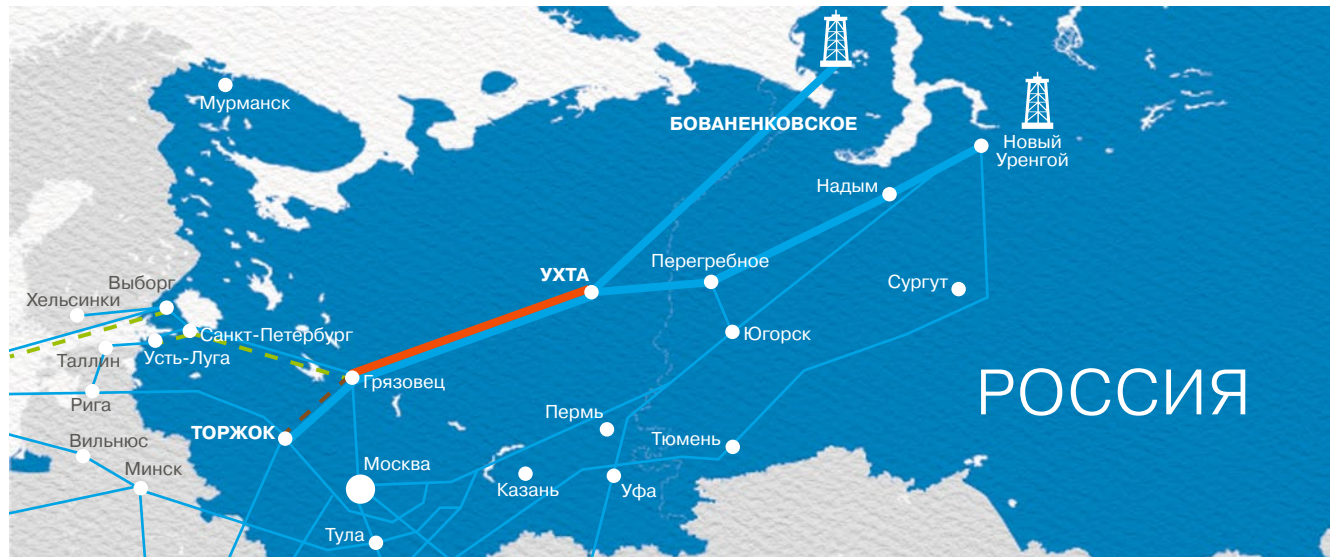 Мурманск
БОВАНЕНКОВСКОЕ
Новый
Уренгой
Надым
УХТА
Перегребное
Сургут
Выборг
Хельсинки
Санкт-Петербург
Усть-Луга
Таллин
Югорск
Грязовец
Рига
РОССИЯ
Пермь
ТОРЖОК
Тюмень
Вильнюс
Москва
Минск
Казань
Уфа
Тула